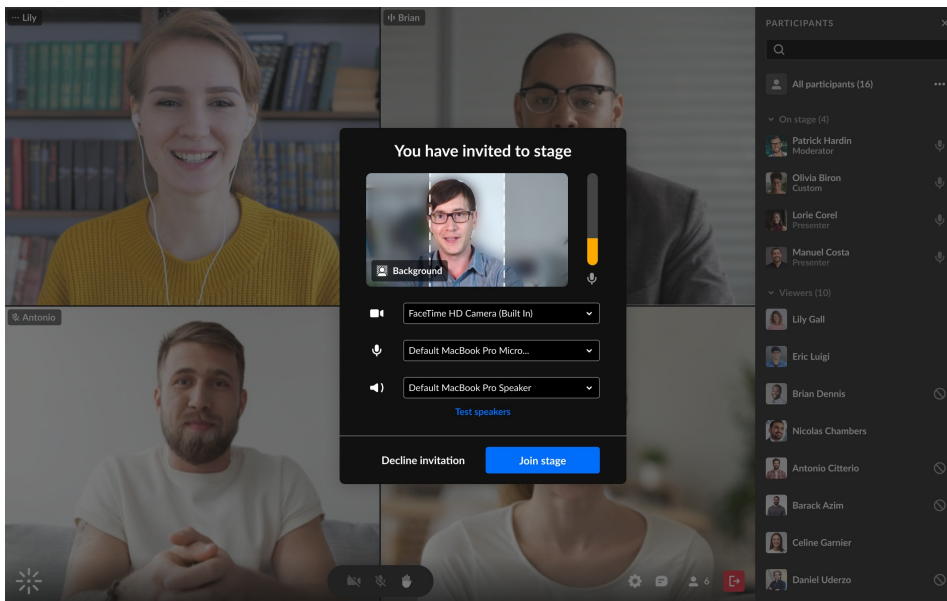 Lily
Brian
Antonio
You have invited to stage
Background
FaceTime HD Camera (Built In)
Default MacBook Pro Micro...
Default MacBook Pro Speaker
Test speakers
Decline invitation
Join stage
6
PARTICIPANTS
All participants (16)
On stage (4)
Patrick Hardin
Moderator
Olivia Biron
Custom
Lorie Corel
Presenter
Manuel Costa
Presenter
Viewers (10)
Lily Gall
Eric Luigi
Brian Dennis
Nicolas Chambers
Antonio Citterio
Barack Azim
Celine Garnier
Daniel Uderzo